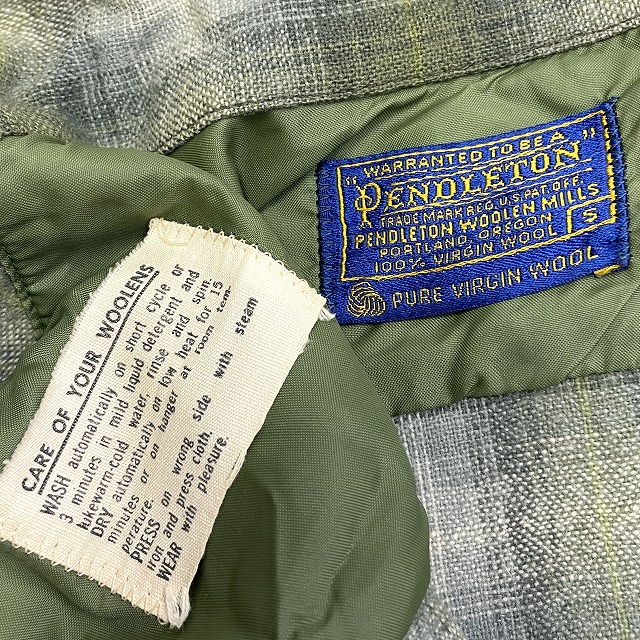 "WARRANTED TO BE A"
PENDLETON
TRADE MARK REG. U.S. PAT. OFF.
PENDLETON WOOLEN MILLS
PORTLAND, OREGON
100% VIRGIN WOOL
S
PURE VIRGIN WOOL
CARE OF YOUR WOOLENS
WASH automatically on short cycle or
3 minutes in mild liquid detergent and
lukewarm-cold water, rinse and spin.
DRY automatically on low heat for 15
minutes or on hanger at room tem-
perature.
PRESS on wrong side with steam
iron and press cloth.
WEAR with pleasure.